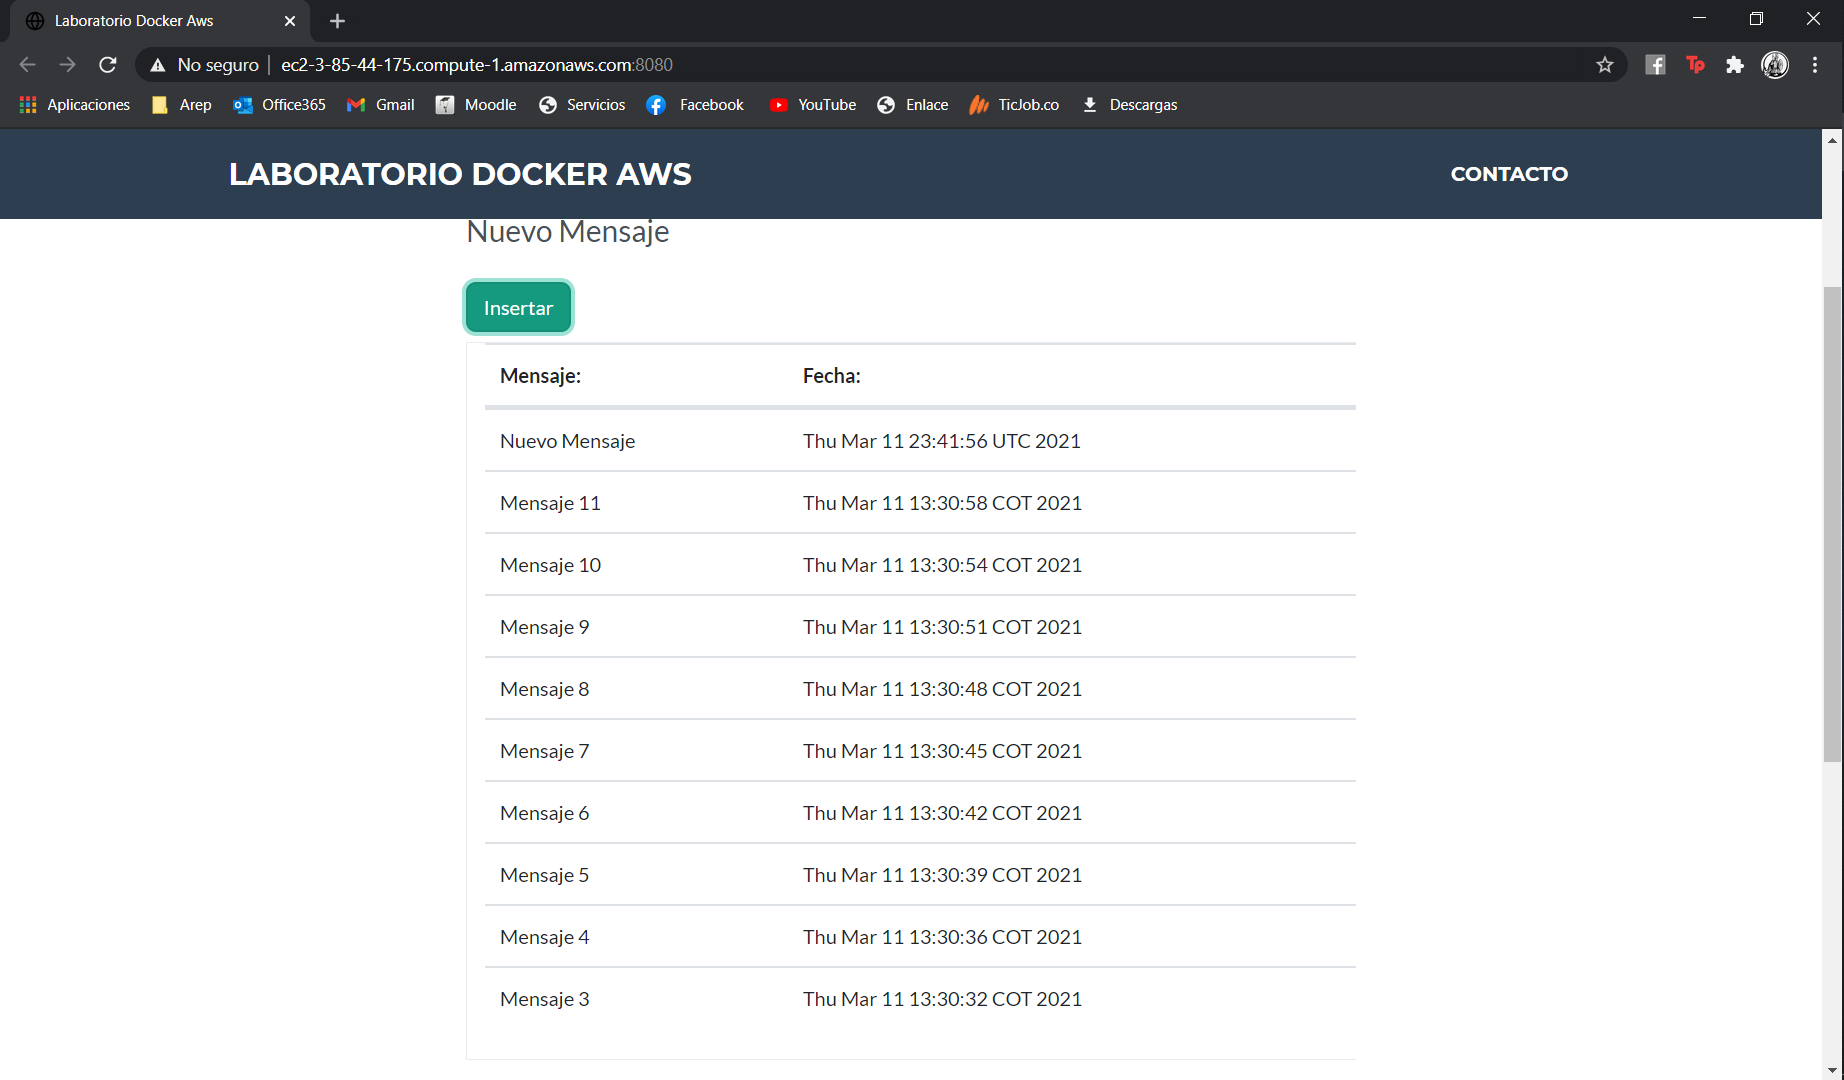 Laboratorio Docker Aws
No seguro ec2-3-85-44-175.compute-1.amazonaws.com:8080
Aplicaciones Arep Office365 Gmail Moodle Servicios Facebook YouTube Enlace TicJob.co Descargas
LABORATORIO DOCKER AWS CONTACTO
Nuevo Mensaje
Insertar
Mensaje: Fecha:
Nuevo Mensaje Thu Mar 11 23:41:56 UTC 2021
Mensaje 11 Thu Mar 11 13:30:58 COT 2021
Mensaje 10 Thu Mar 11 13:30:54 COT 2021
Mensaje 9 Thu Mar 11 13:30:51 COT 2021
Mensaje 8 Thu Mar 11 13:30:48 COT 2021
Mensaje 7 Thu Mar 11 13:30:45 COT 2021
Mensaje 6 Thu Mar 11 13:30:42 COT 2021
Mensaje 5 Thu Mar 11 13:30:39 COT 2021
Mensaje 4 Thu Mar 11 13:30:36 COT 2021
Mensaje 3 Thu Mar 11 13:30:32 COT 2021